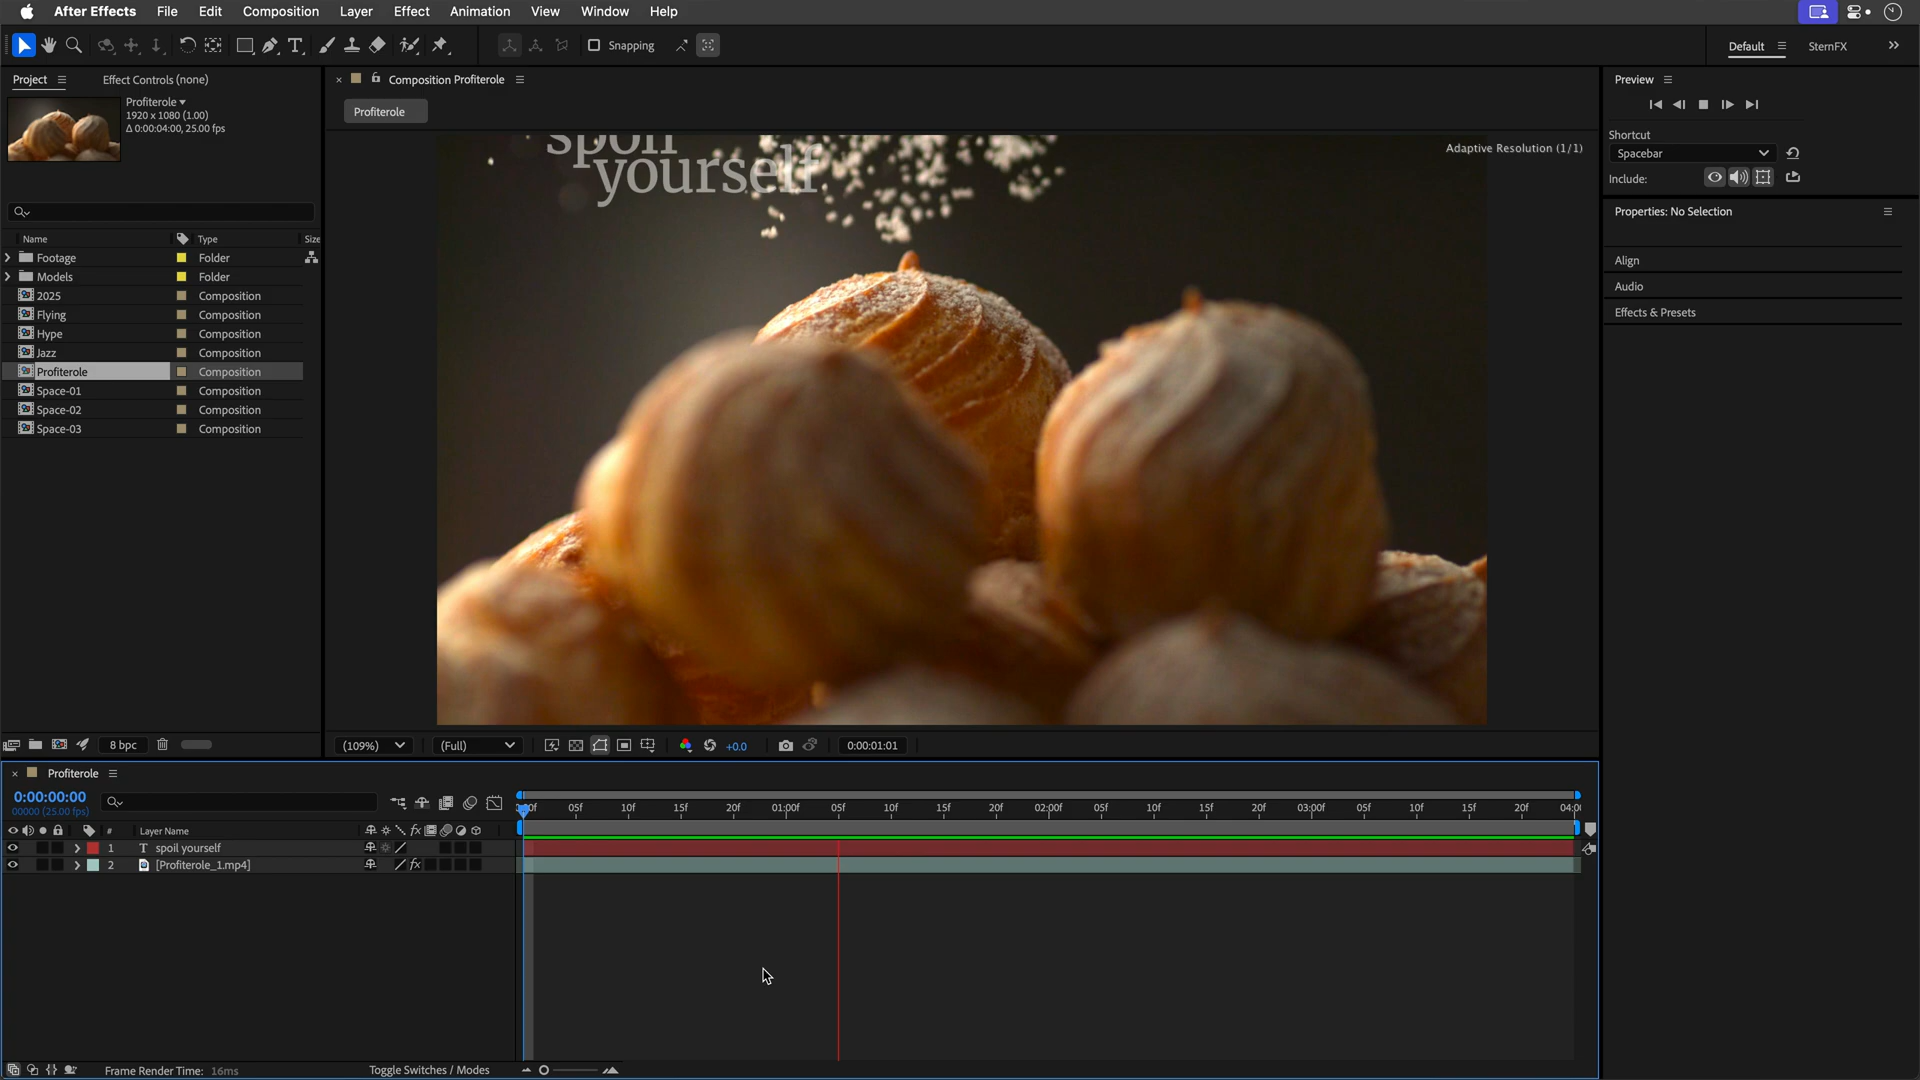 After Effects File Edit Composition Layer Effect Animation View Window Help
Snapping
Default
SternFX
Project
Effect Controls (none)
Profiterole
1920 x 1080 (1.00)
Δ 0:00:04:00, 25.00 fps
Name Type Size
Footage Folder
Models Folder
2025 Composition
Flying Composition
Hype Composition
Jazz Composition
Profiterole Composition
Space-01 Composition
Space-02 Composition
Space-03 Composition
8 bpc
Composition Profiterole
Profiterole
spoil
yourself
Adaptive Resolution (1/1)
(109%)
(Full)
+0.0
0:00:01:01
Preview
Shortcut
Spacebar
Include:
Properties: No Selection
Align
Audio
Effects & Presets
Profiterole
0:00:00:00
00000 (25.00 fps)
05f 10f 15f 20f 01:00f 05f 10f 15f 20f 02:00f 05f 10f 15f 20f 03:00f 05f 10f 15f 20f
# Layer Name
fx
1 T spoil yourself
2 [Profiterole_1.mp4]
fx
Frame Render Time: 16ms
Toggle Switches / Modes